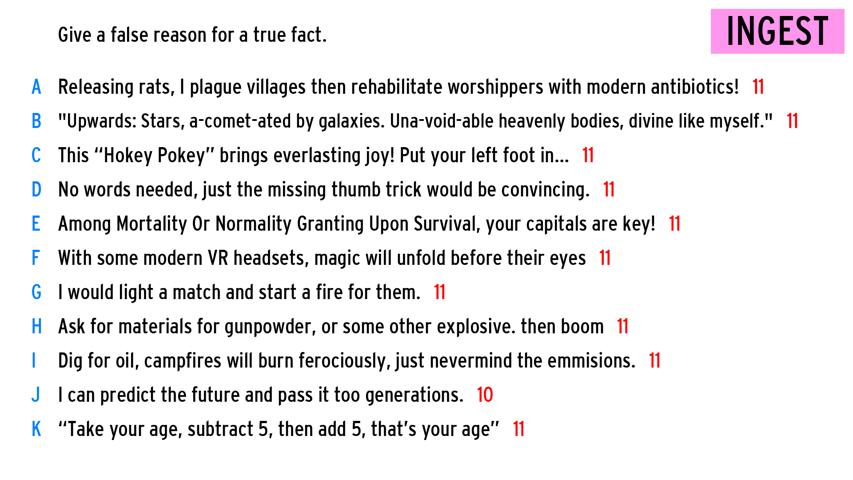 Give a false reason for a true fact.
INGEST
A Releasing rats, I plague villages then rehabilitate worshippers with modern antibiotics! 11
B "Upwards: Stars, a-comet-ated by galaxies. Una-void-able heavenly bodies, divine like myself." 11
C This “Hokey Pokey” brings everlasting joy! Put your left foot in... 11
D No words needed, just the missing thumb trick would be convincing. 11
E Among Mortality Or Normality Granting Upon Survival, your capitals are key! 11
F With some modern VR headsets, magic will unfold before their eyes 11
G I would light a match and start a fire for them. 11
H Ask for materials for gunpowder, or some other explosive. then boom 11
I Dig for oil, campfires will burn ferociously, just nevermind the emmisions. 11
J I can predict the future and pass it too generations. 10
K “Take your age, subtract 5, then add 5, that’s your age” 11